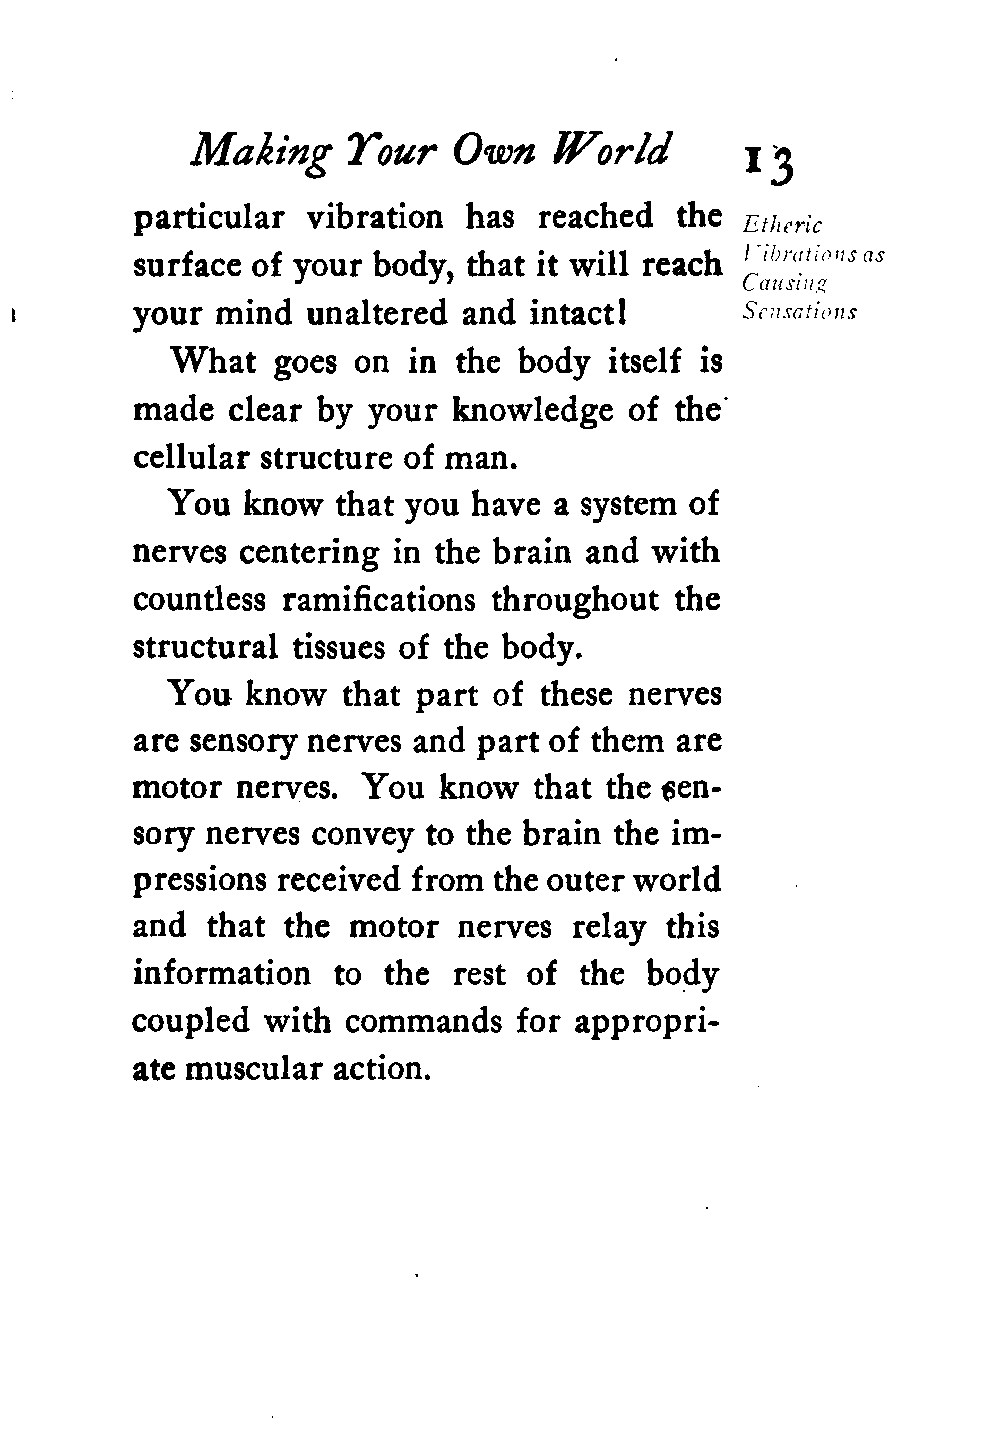 Making Your Own World 13
particular vibration has reached the
surface of your body, that it will reach
your mind unaltered and intact!
Etheric
Vibrations as
Causing
Sensations
What goes on in the body itself is
made clear by your knowledge of the
cellular structure of man.
You know that you have a system of
nerves centering in the brain and with
countless ramifications throughout the
structural tissues of the body.
You know that part of these nerves
are sensory nerves and part of them are
motor nerves. You know that the sen-
sory nerves convey to the brain the im-
pressions received from the outer world
and that the motor nerves relay this
information to the rest of the body
coupled with commands for appropri-
ate muscular action.